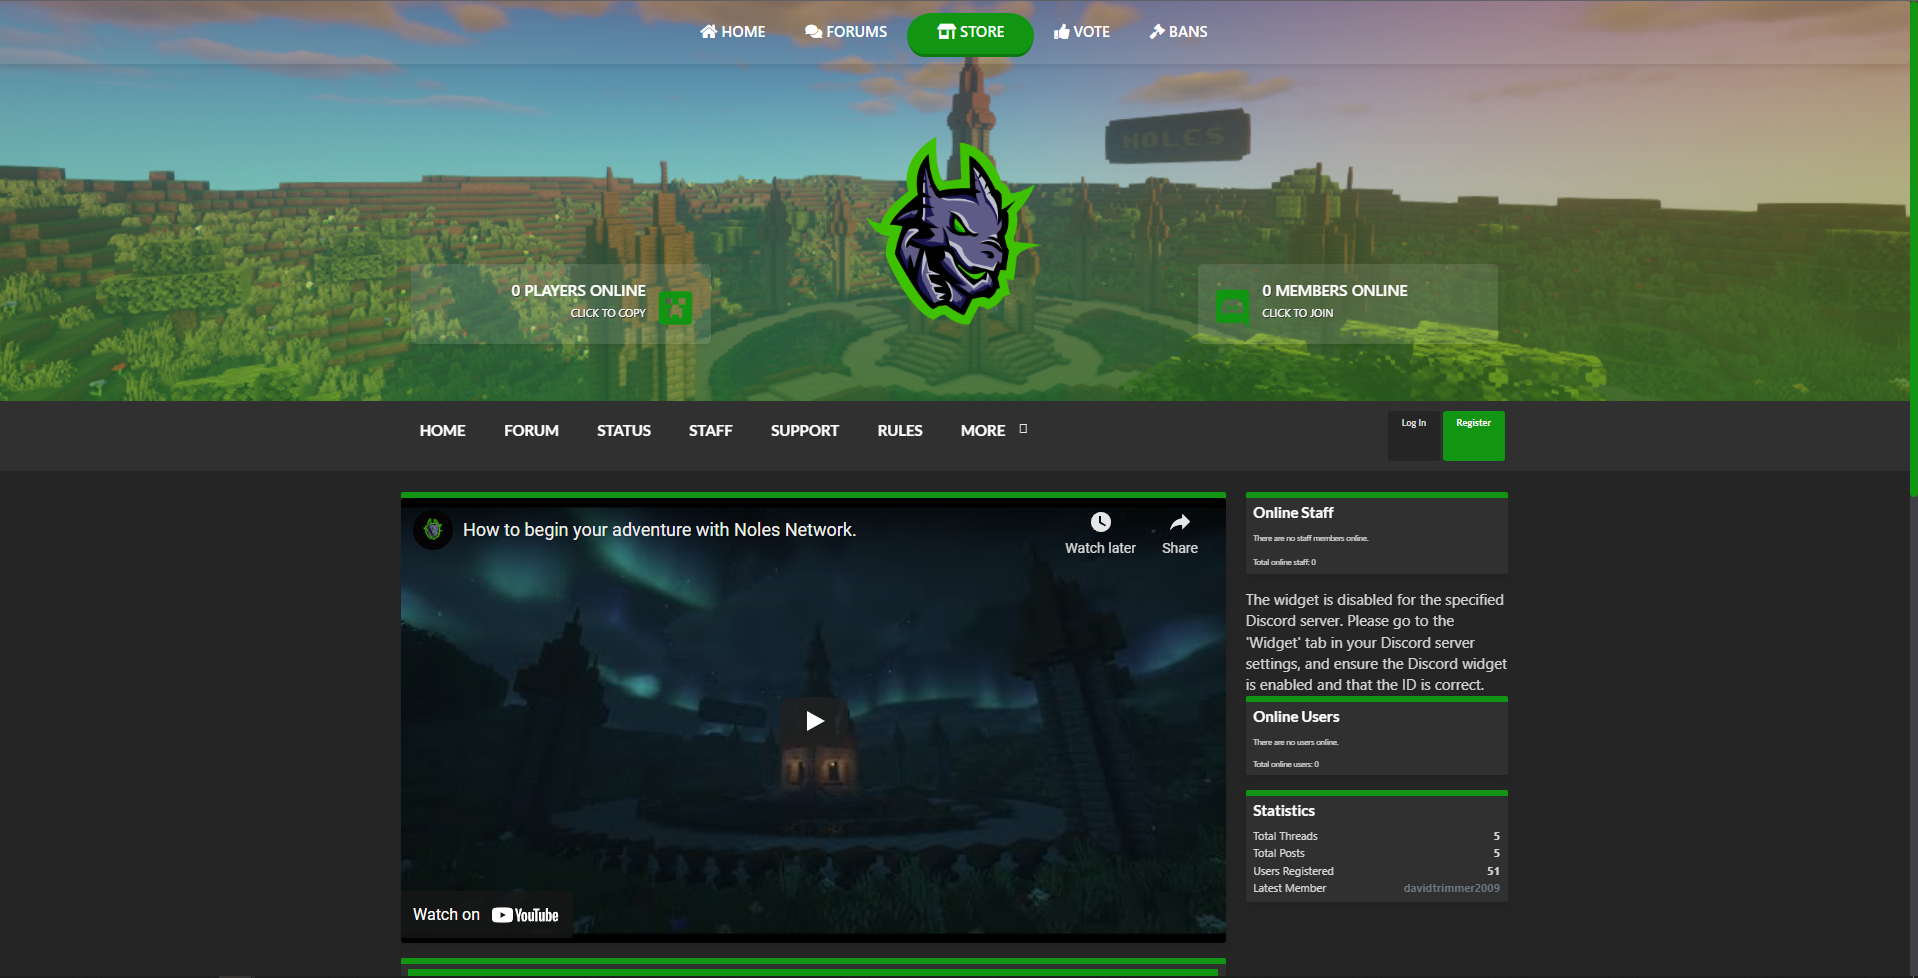 HOME FORUMS STORE VOTE BANS
NOLES
0 PLAYERS ONLINE
CLICK TO COPY
0 MEMBERS ONLINE
CLICK TO JOIN
HOME FORUM STATUS STAFF SUPPORT RULES MORE
Log In Register
How to begin your adventure with Noles Network.
Watch later Share
Watch on YouTube
Online Staff
There are no staff members online.
Total online staff: 0
The widget is disabled for the specified
Discord server. Please go to the
'Widget' tab in your Discord server
settings, and ensure the Discord widget
is enabled and that the ID is correct.
Online Users
There are no users online.
Total online users: 0
Statistics
Total Threads 5
Total Posts 5
Users Registered 51
Latest Member davidtrimmer2009